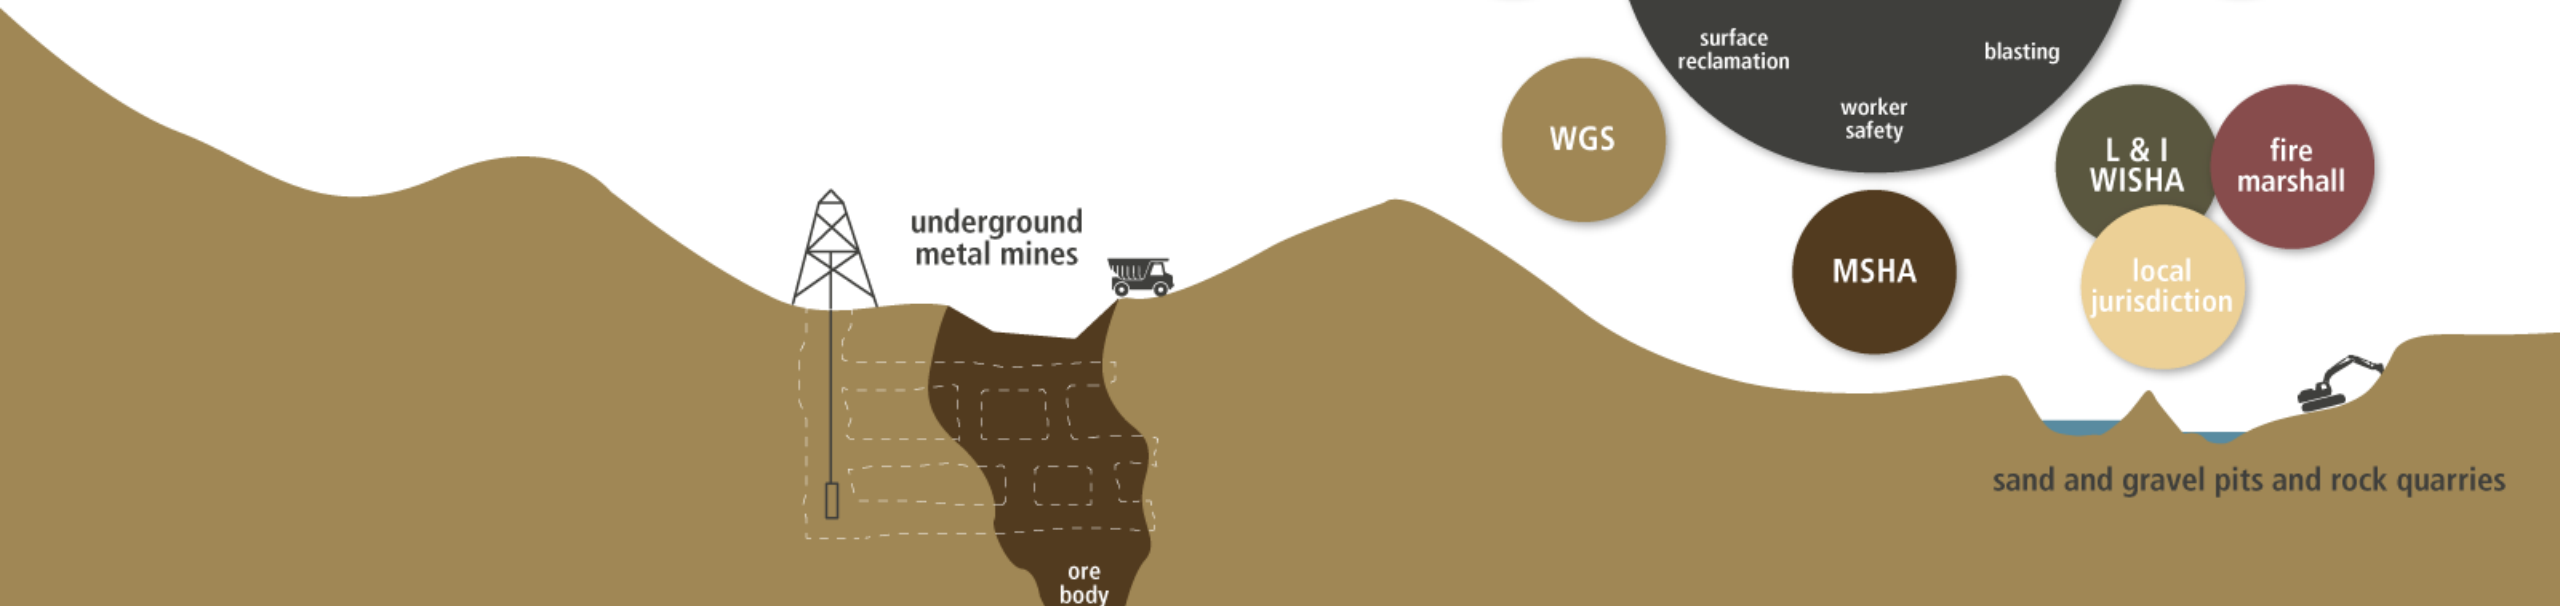 surface
reclamation
blasting
worker
safety
WGS
L & I
WISHA
fire
marshall
MSHA
local
jurisdiction
underground
metal mines
sand and gravel pits and rock quarries
ore
body